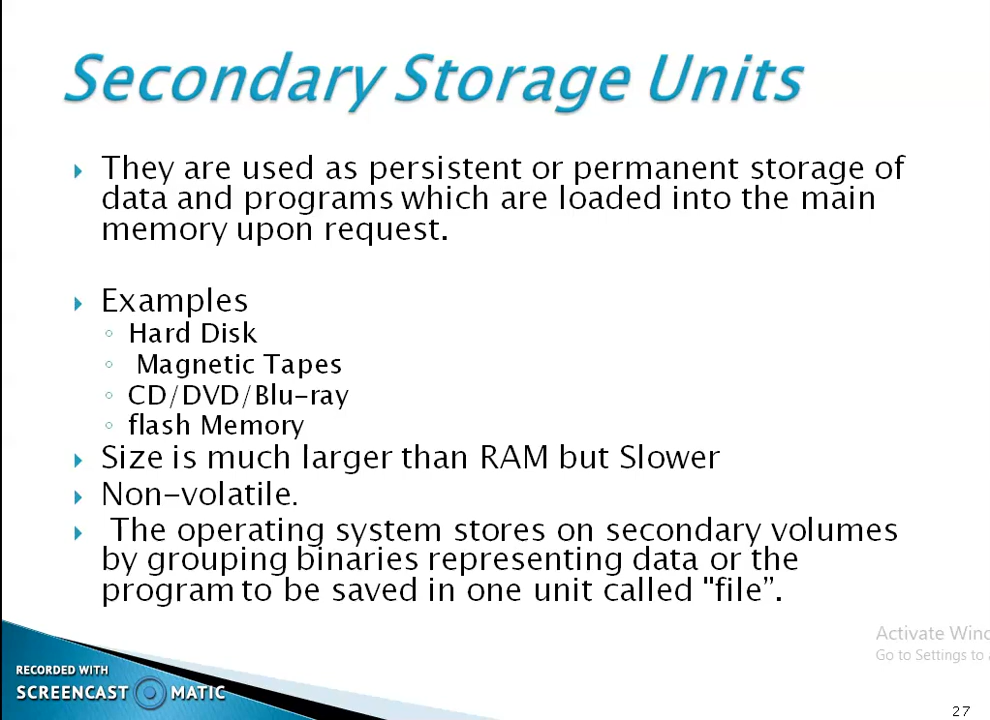 Secondary Storage Units
They are used as persistent or permanent storage of
data and programs which are loaded into the main
memory upon request.
Examples
Hard Disk
Magnetic Tapes
CD/DVD/Blu-ray
flash Memory
Size is much larger than RAM but Slower
Non-volatile.
The operating system stores on secondary volumes
by grouping binaries representing data or the
program to be saved in one unit called "file”.
Activate Wind
Go to Settings to
RECORDED WITH
SCREENCAST MATIC
27